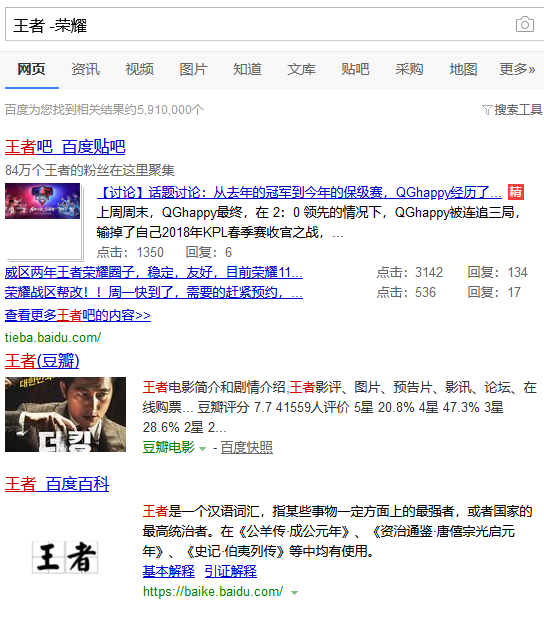 王者 -荣耀
网页 资讯 视频 图片 知道 文库 贴吧 采购 地图 更多»
百度为您找到相关结果约5,910,000个 搜索工具
王者吧_百度贴吧
84万个王者的粉丝在这里聚集
【讨论】话题讨论：从去年的冠军到今年的保级赛，QGhappy经历了... 精
上周周末，QGhappy最终，在 2：0 领先的情况下，QGhappy被连追三局，
输掉了自己2018年KPL春季赛收官之战，...
点击：1350 回复：6
威区两年王者荣耀圈子，稳定，友好，目前荣耀11... 点击：3142 回复：134
荣耀战区帮改！！周一快到了，需要的赶紧预约，... 点击：536 回复：17
查看更多王者吧的内容>>
tieba.baidu.com/
王者(豆瓣)
王者电影简介和剧情介绍,王者影评、图片、预告片、影讯、论坛、在
线购票... 豆瓣评分 7.7 41559人评价 5星 20.8% 4星 47.3% 3星
28.6% 2星 2...
더킹
豆瓣电影 - 百度快照
王者_百度百科
王者是一个汉语词汇，指某些事物一定方面上的最强者，或者国家的
最高统治者。在《公羊传·成公元年》、《资治通鉴·唐僖宗光启元
年》、《史记·伯夷列传》等中均有使用。
王者
基本解释 引证解释
https://baike.baidu.com/